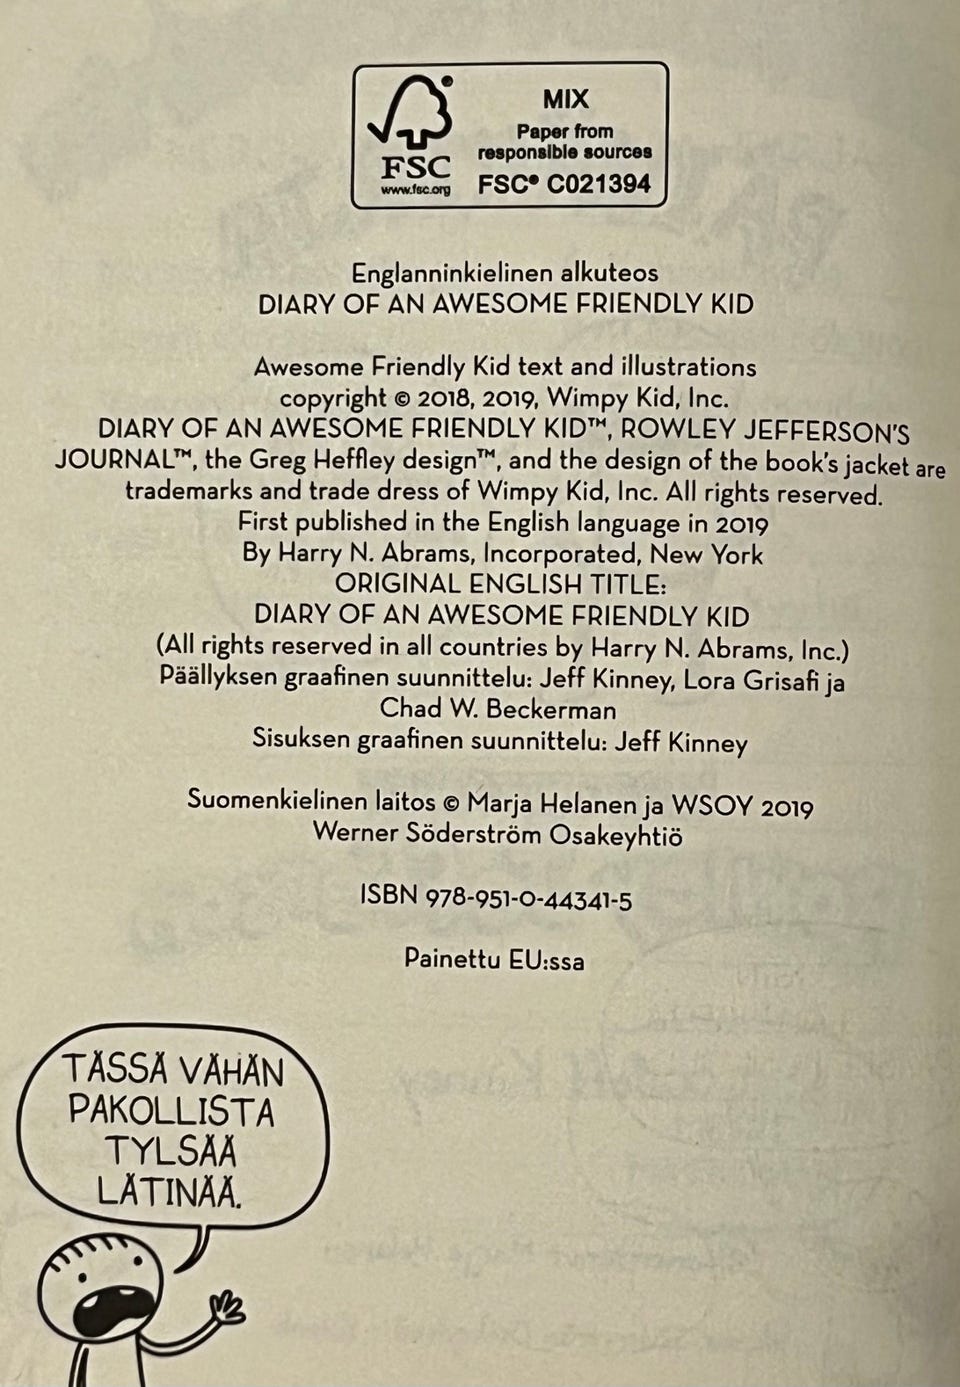 MIX
Paper from
responsible sources
FSC® C021394
FSC
www.fsc.org
Englanninkielinen alkuteos
DIARY OF AN AWESOME FRIENDLY KID
Awesome Friendly Kid text and illustrations
copyright © 2018, 2019, Wimpy Kid, Inc.
DIARY OF AN AWESOME FRIENDLY KID™, ROWLEY JEFFERSON'S
JOURNAL™, the Greg Heffley design™, and the design of the book's jacket are
trademarks and trade dress of Wimpy Kid, Inc. All rights reserved.
First published in the English language in 2019
By Harry N. Abrams, Incorporated, New York
ORIGINAL ENGLISH TITLE:
DIARY OF AN AWESOME FRIENDLY KID
(All rights reserved in all countries by Harry N. Abrams, Inc.)
Päällyksen graafinen suunnittelu: Jeff Kinney, Lora Grisafi ja
Chad W. Beckerman
Sisuksen graafinen suunnittelu: Jeff Kinney
Suomenkielinen laitos © Marja Helanen ja WSOY 2019
Werner Söderström Osakeyhtiö
ISBN 978-951-0-44341-5
Painettu EU:ssa
TÄSSÄ VÄHÄN
PAKOLLISTA
TYLSÄÄ
LÄTINÄÄ.